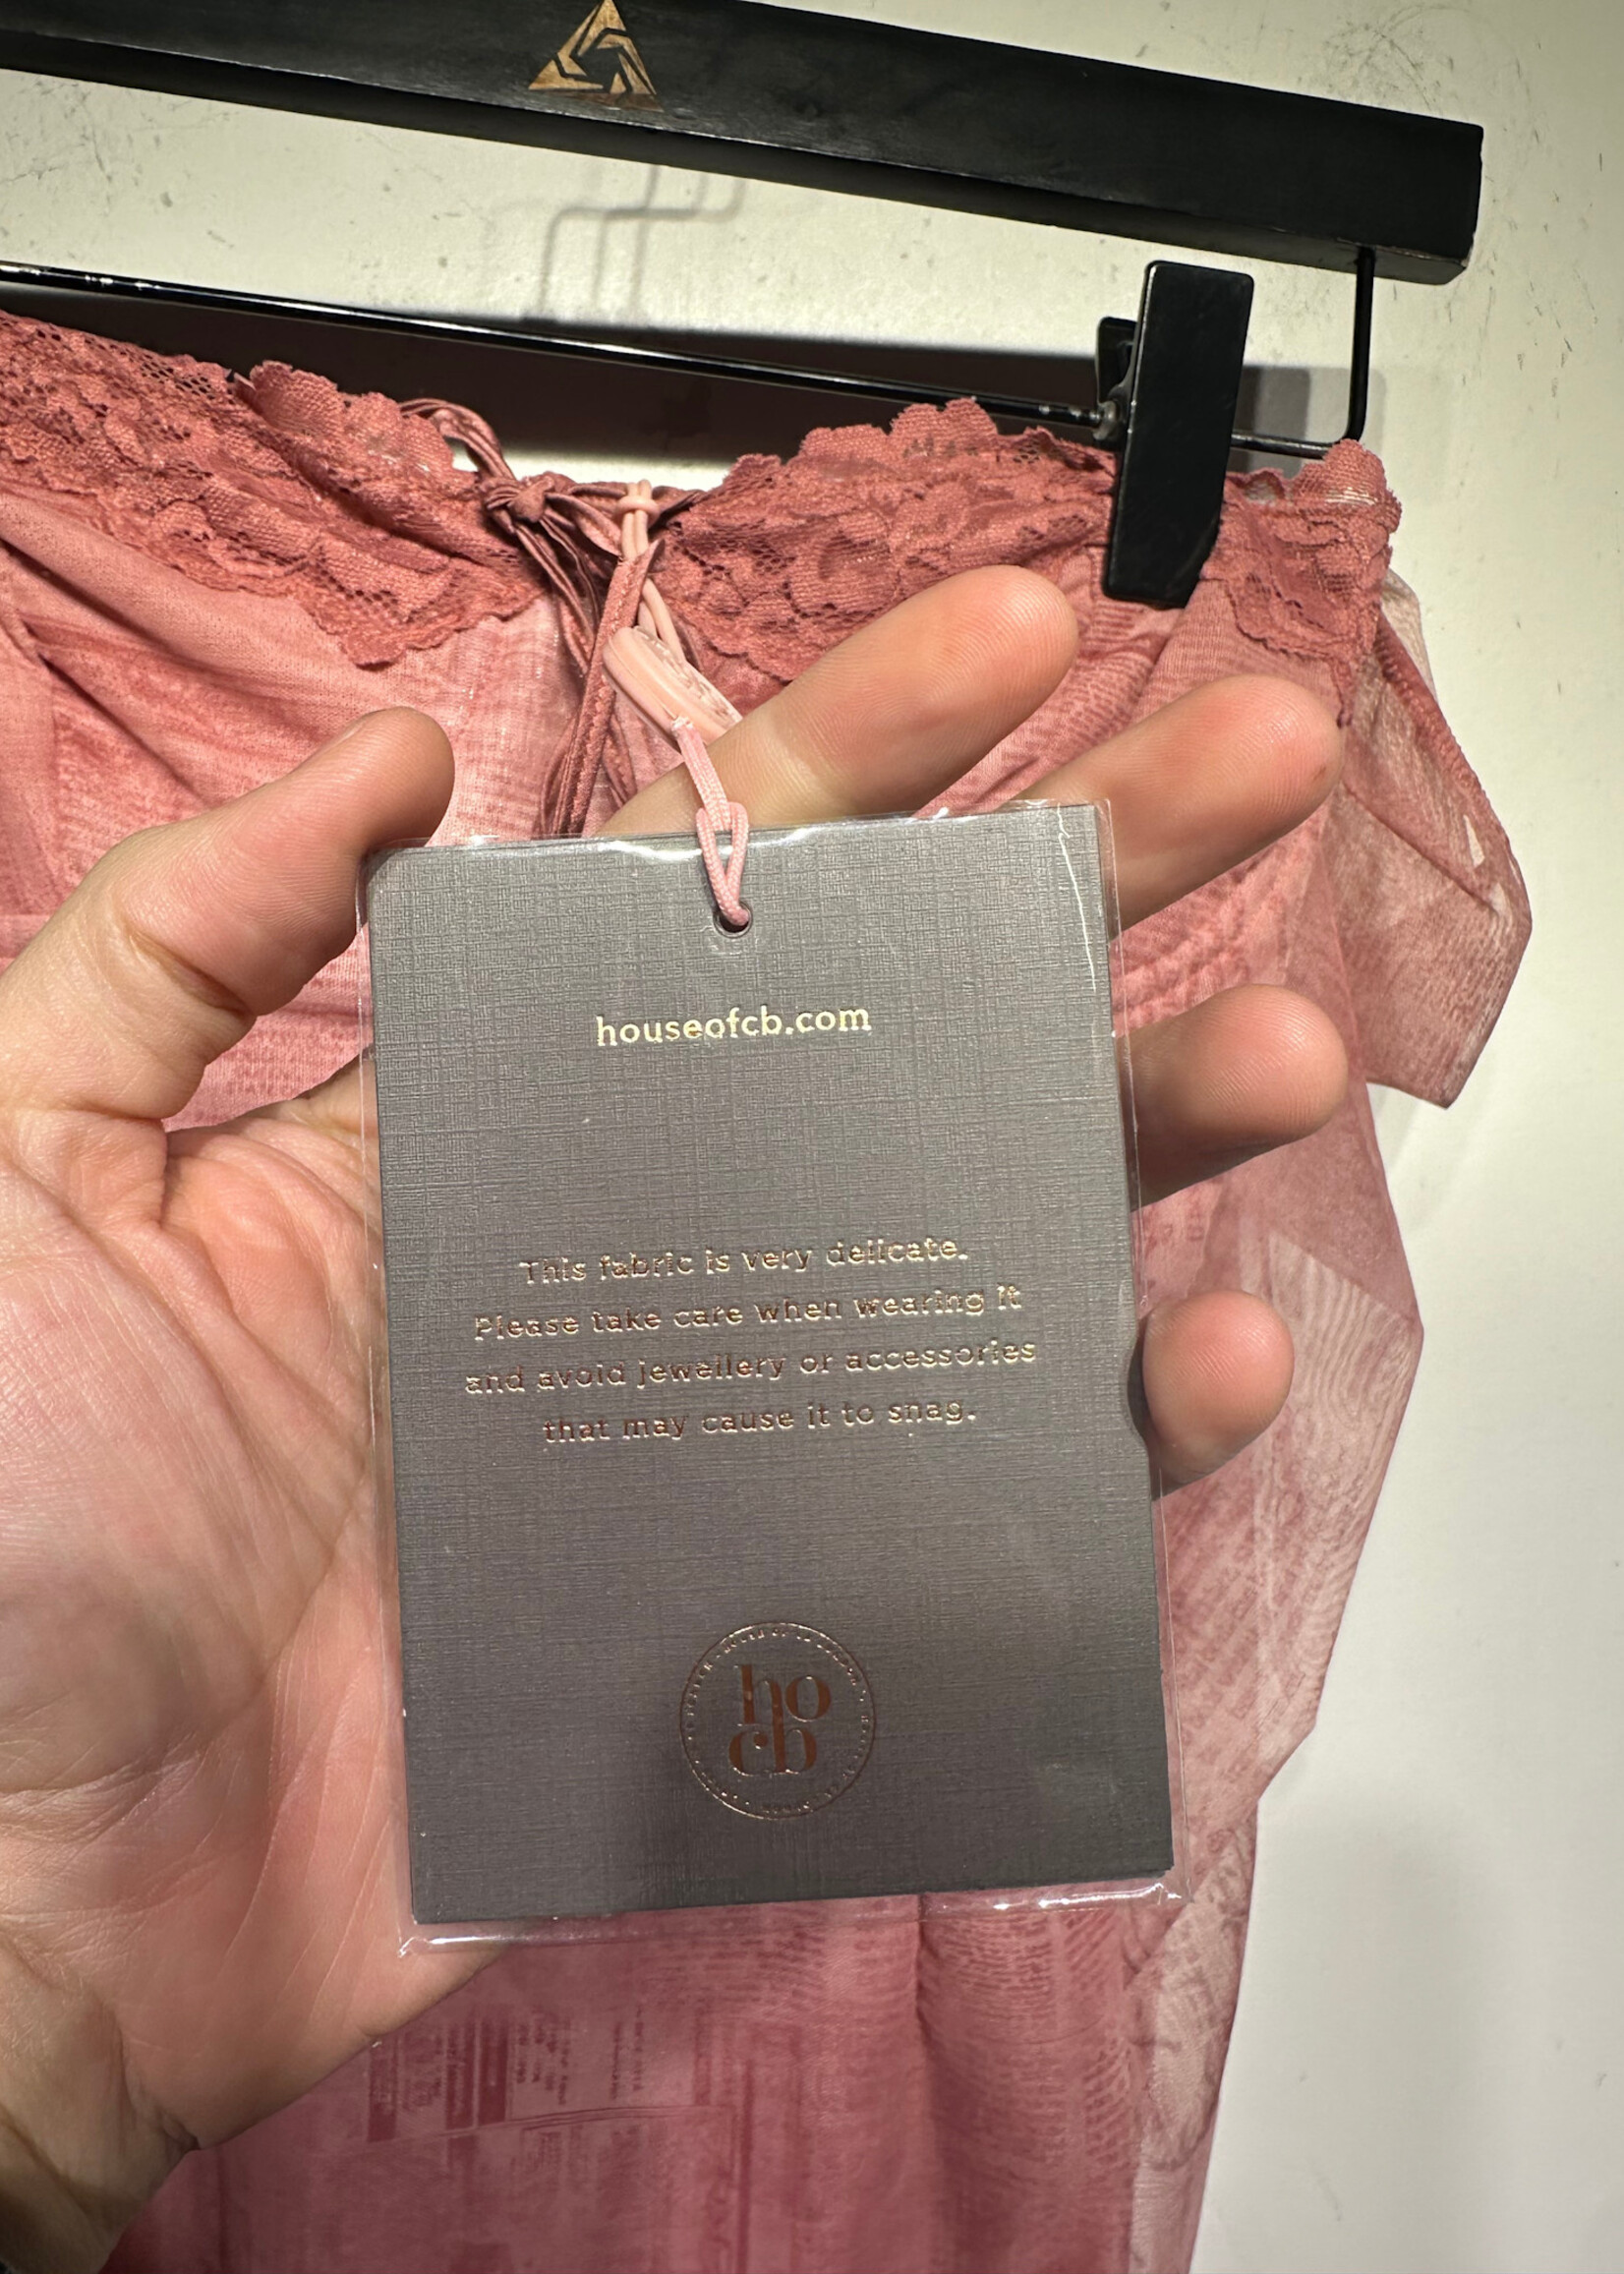 houseofcb.com
This fabric is very delicate.
Please take care when wearing it
and avoid jewellery or accessories
that may cause it to snag.
ho
cb